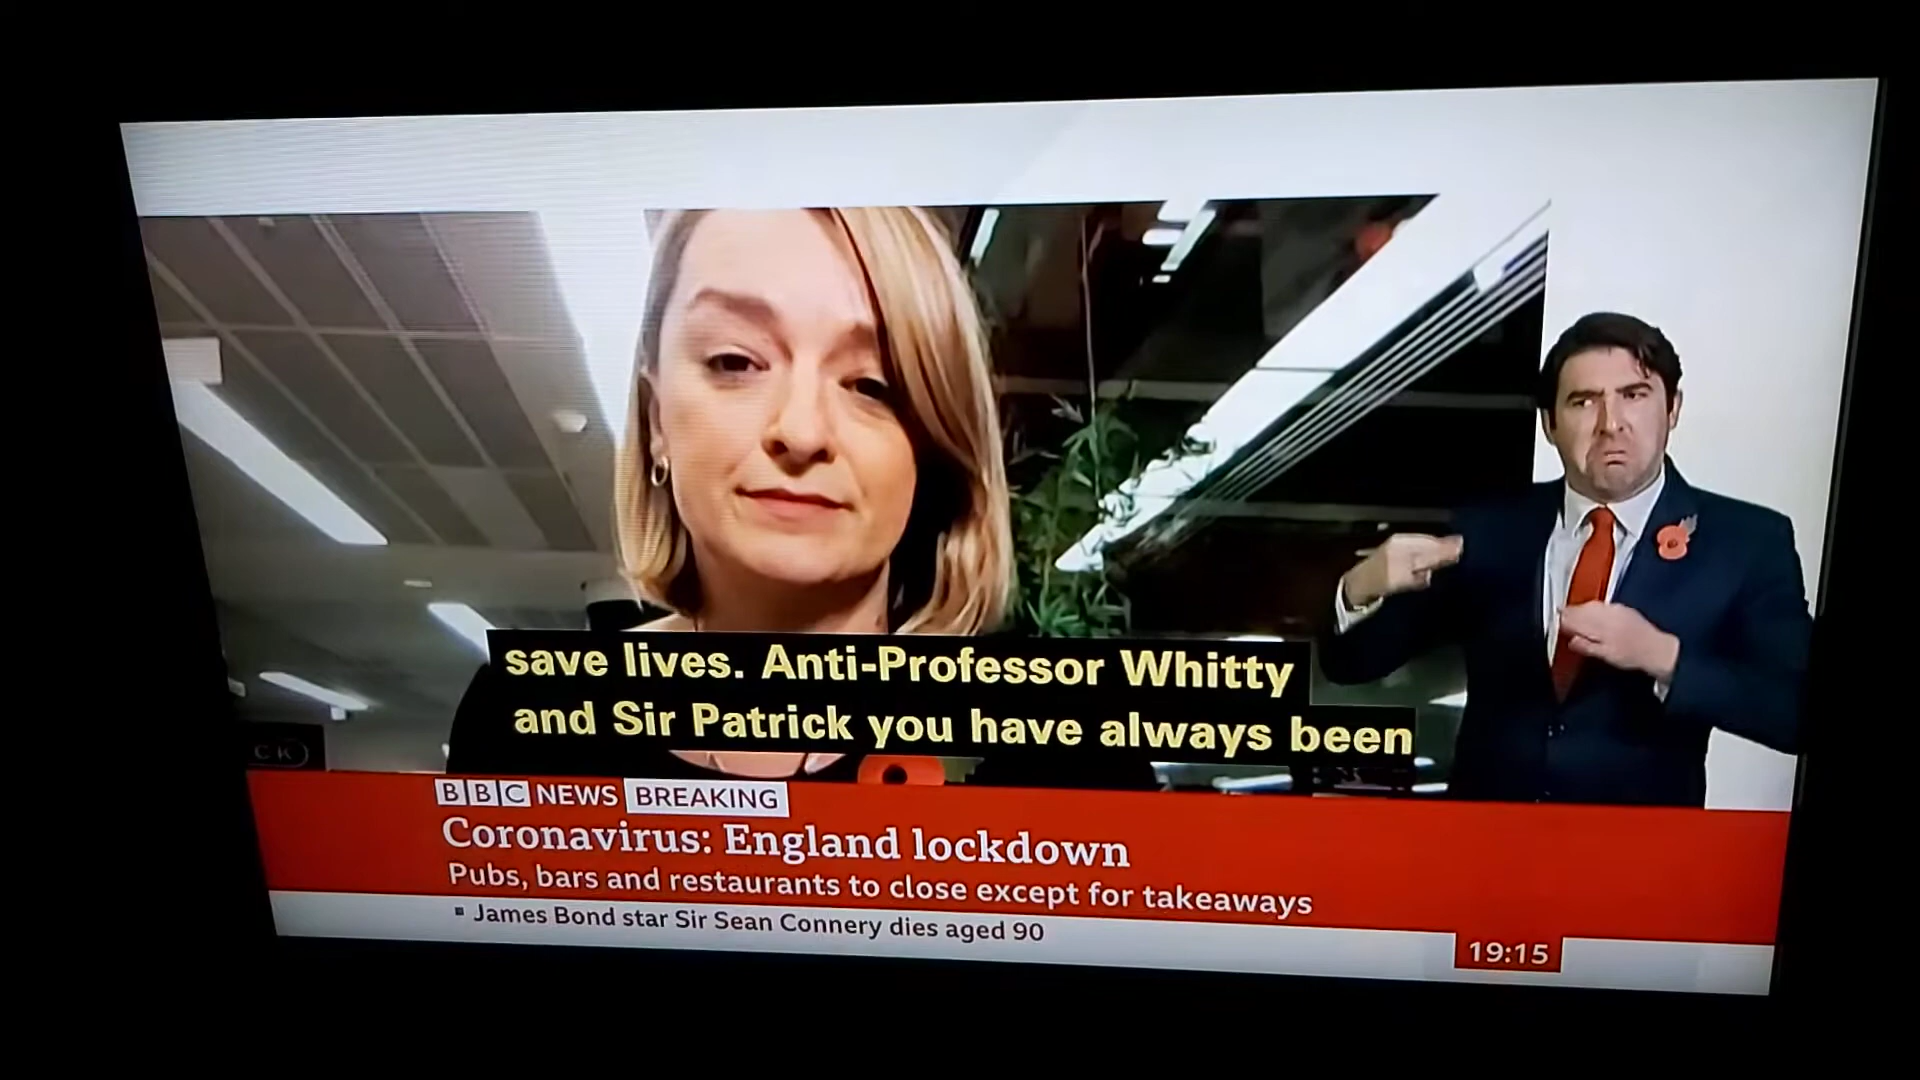 save lives. Anti-Professor Whitty
and Sir Patrick you have always been
CK
BBC NEWS BREAKING
Coronavirus: England lockdown
Pubs, bars and restaurants to close except for takeaways
▪ James Bond star Sir Sean Connery dies aged 90
19:15